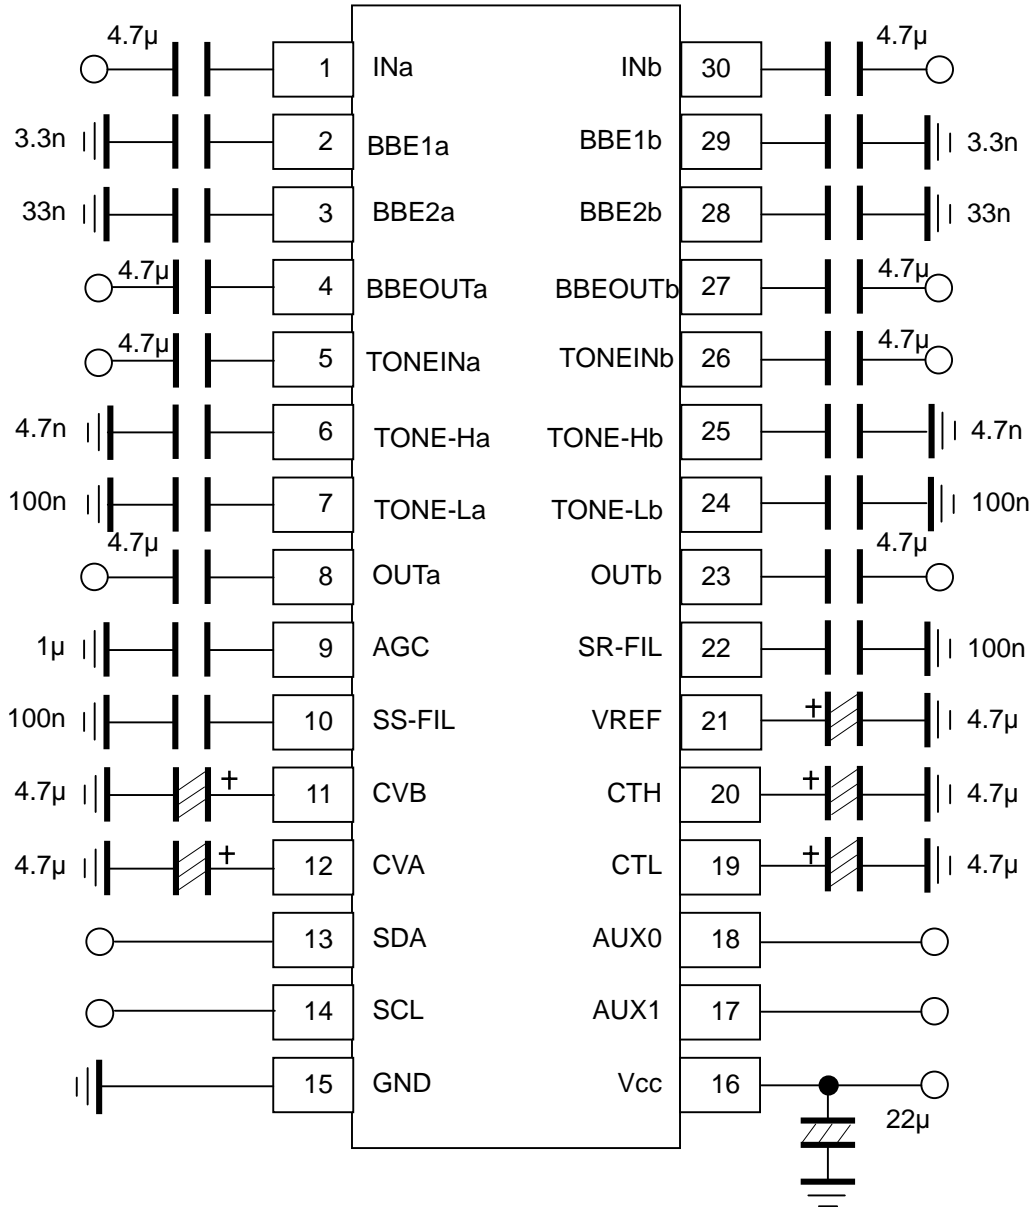 4.7µ 1 INa INb 30 4.7µ
3.3n 2 BBE1a BBE1b 29 3.3n
33n 3 BBE2a BBE2b 28 33n
4.7µ 4 BBEOUTa BBEOUTb 27 4.7µ
4.7µ 5 TONEINa TONEINb 26 4.7µ
4.7n 6 TONE-Ha TONE-Hb 25 4.7n
100n 7 TONE-La TONE-Lb 24 100n
4.7µ 8 OUTa OUTb 23 4.7µ
1µ 9 AGC SR-FIL 22 100n
100n 10 SS-FIL VREF 21 + 4.7µ
4.7µ + 11 CVB CTH 20 + 4.7µ
4.7µ + 12 CVA CTL 19 + 4.7µ
13 SDA AUX0 18
14 SCL AUX1 17
15 GND Vcc 16
22µ